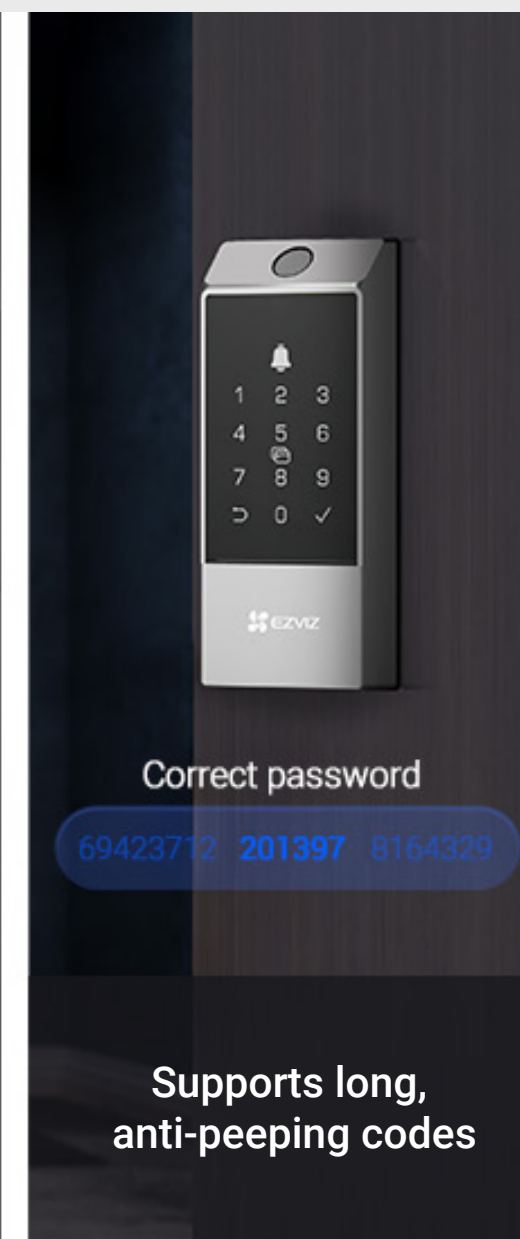 1 2 3
4 5 6
7 8 9
0
EZVIZ
Correct password
69423712 201397 8164329
Supports long,
anti-peeping codes